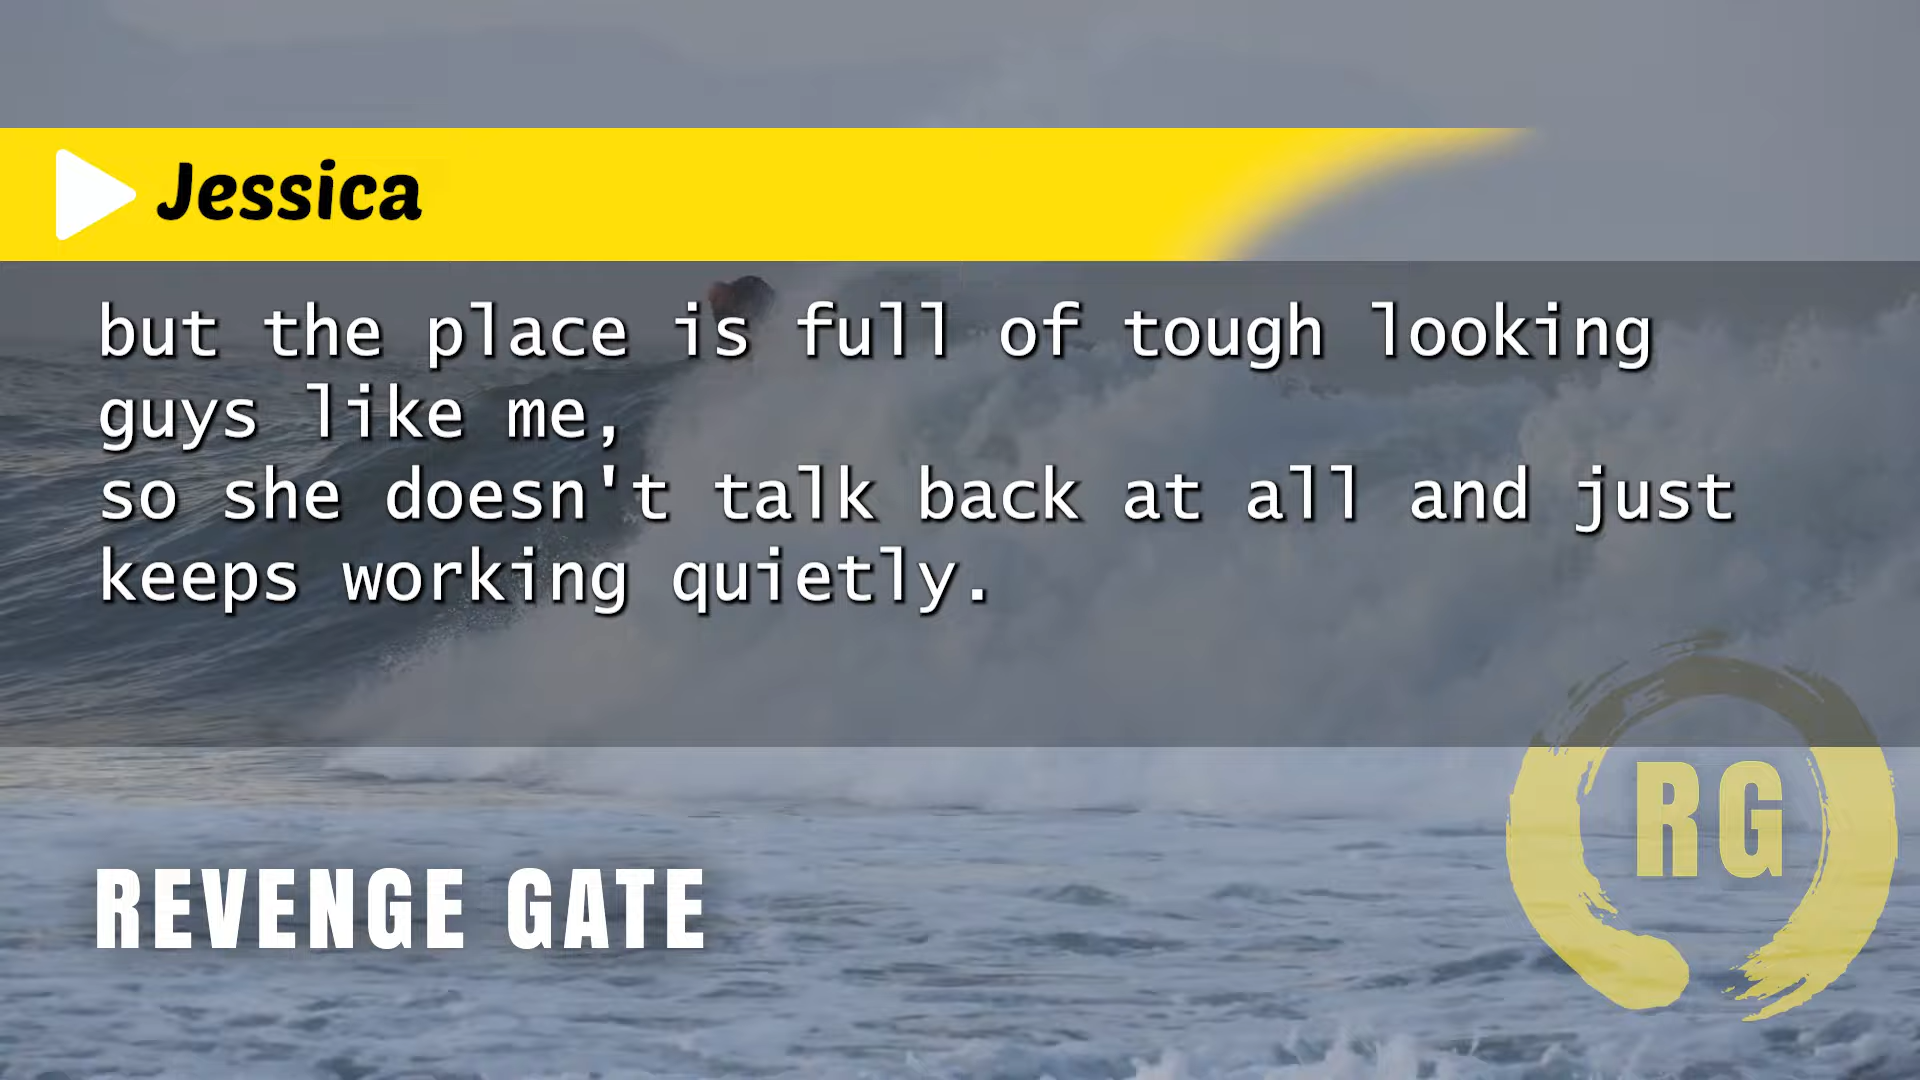 Jessica
but the place is full of tough looking
guys like me,
so she doesn't talk back at all and just
keeps working quietly.
RG
REVENGE GATE